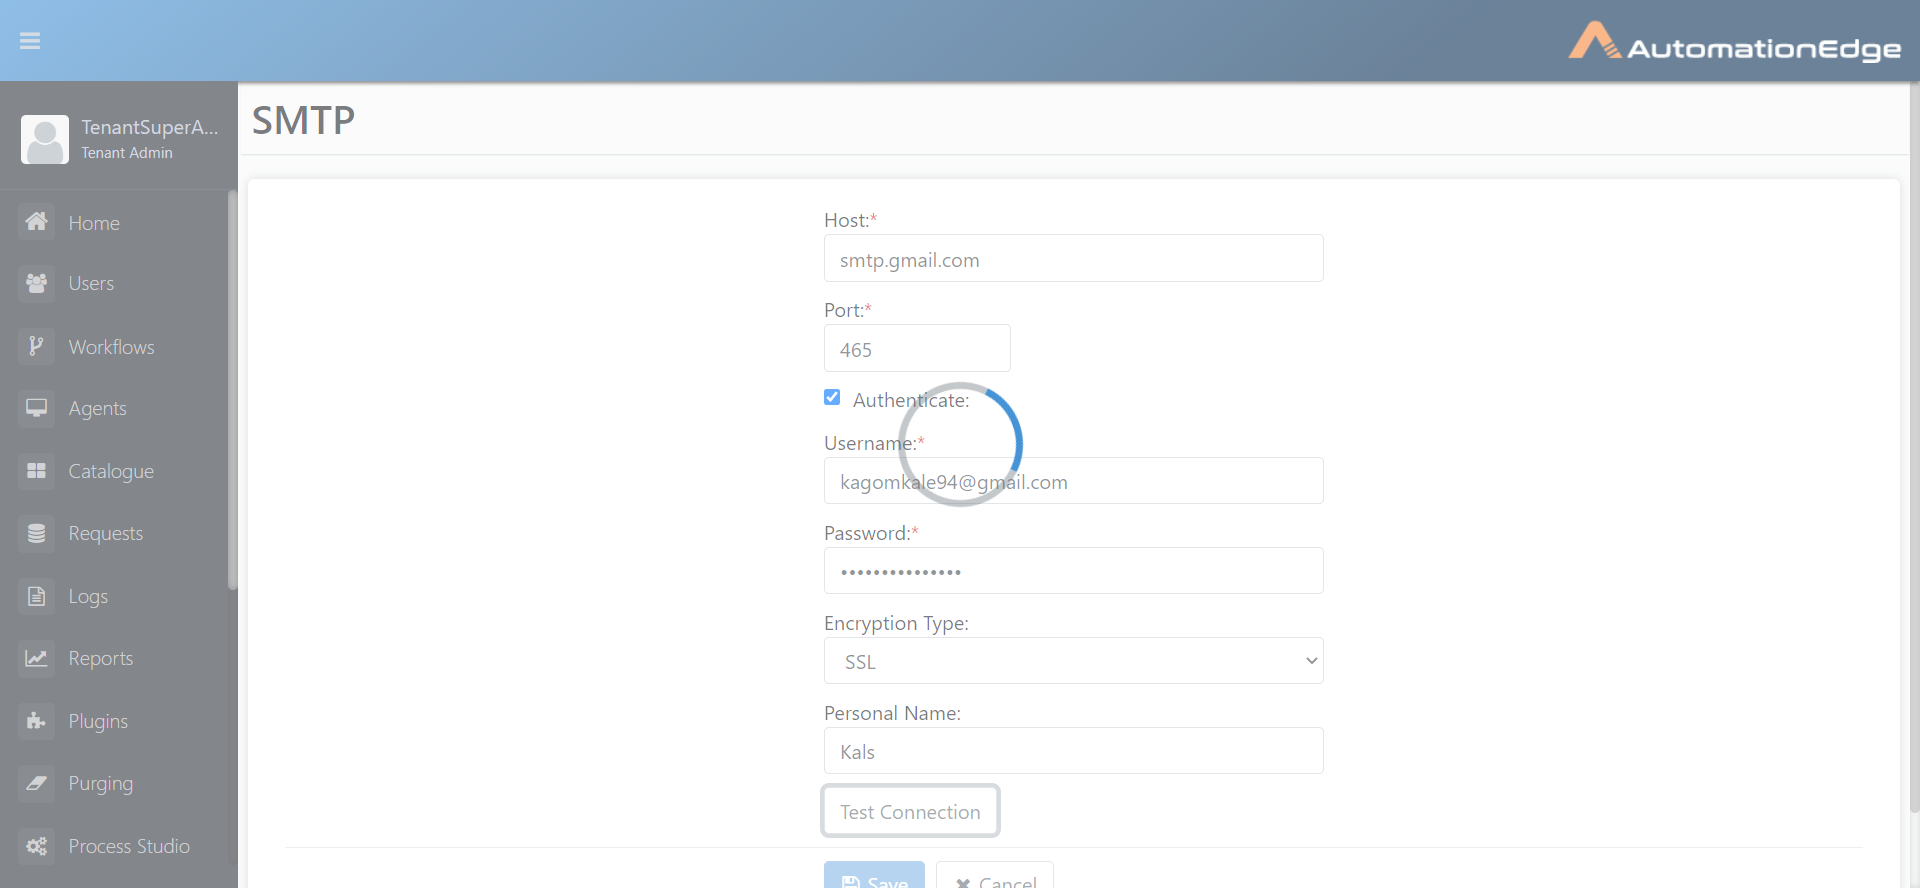 AutomationEdge
TenantSuperA...
Tenant Admin
Home
Users
Workflows
Agents
Catalogue
Requests
Logs
Reports
Plugins
Purging
Process Studio
SMTP
Host:*
smtp.gmail.com
Port:*
465
Authenticate:
Username:*
kagomkale94@gmail.com
Password:*
•••••••••••••••
Encryption Type:
SSL
Personal Name:
Kals
Test Connection
Save
Cancel